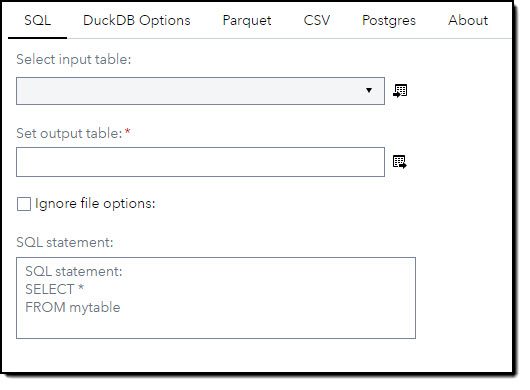 SQL DuckDB Options Parquet CSV Postgres About
Select input table:
Set output table: *
Ignore file options:
SQL statement:
SQL statement:
SELECT *
FROM mytable